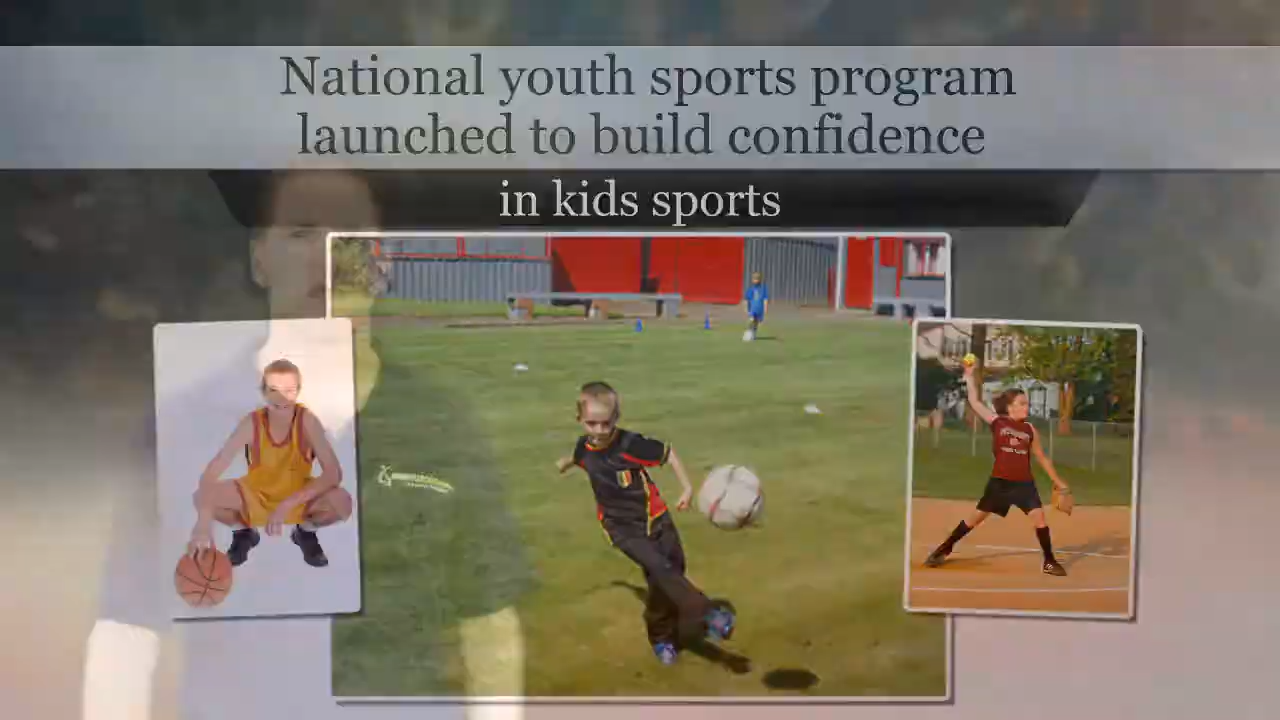 National youth sports program
launched to build confidence
in kids sports